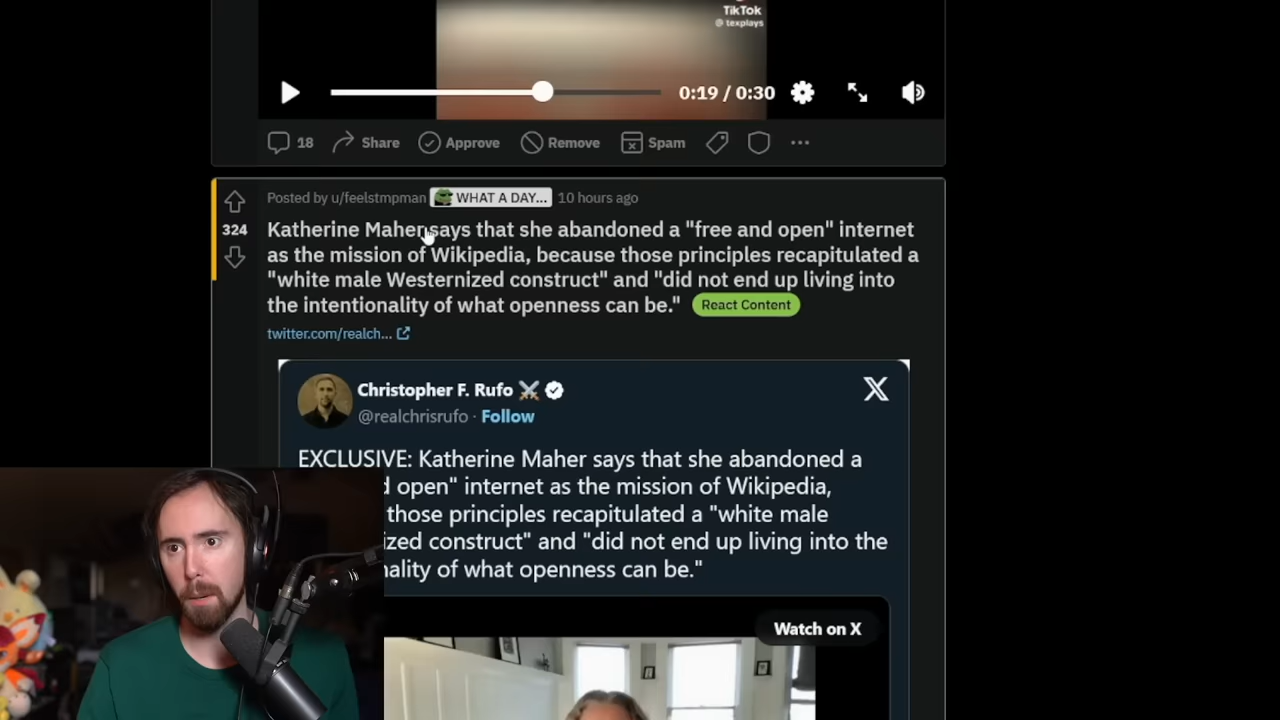 TikTok
@ texplays
0:19 / 0:30
18 Share Approve Remove Spam
Posted by u/feelstmpman WHAT A DAY... 10 hours ago
324
Katherine Maher says that she abandoned a "free and open" internet
as the mission of Wikipedia, because those principles recapitulated a
"white male Westernized construct" and "did not end up living into
the intentionality of what openness can be." React Content
twitter.com/realch...
Christopher F. Rufo
@realchrisrufo · Follow
EXCLUSIVE: Katherine Maher says that she abandoned a
d open" internet as the mission of Wikipedia,
those principles recapitulated a "white male
ized construct" and "did not end up living into the
nality of what openness can be."
Watch on X